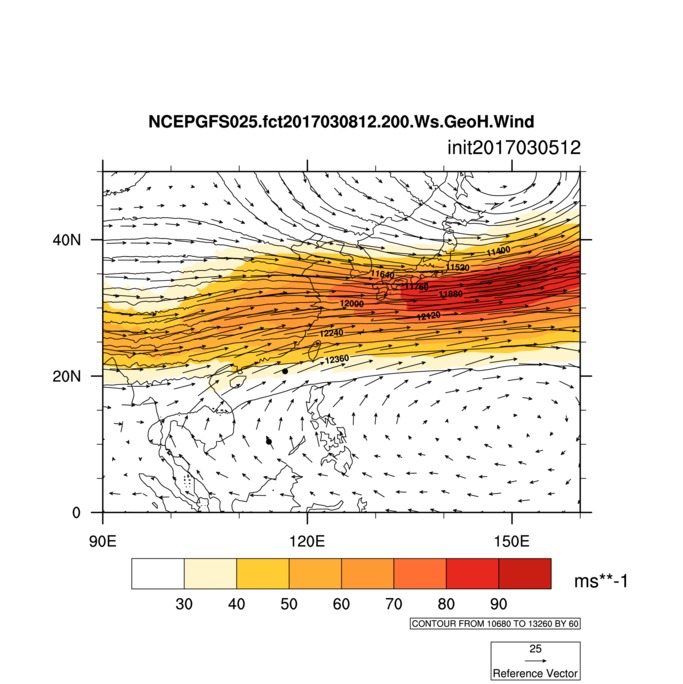 NCEPGFS025.fct2017030812.200.Ws.GeoH.Wind
init2017030512
40N
20N
0
11400
11520
11640
11760
11880
12000
12120
12240
12360
90E 120E 150E
30 40 50 60 70 80 90
ms**-1
CONTOUR FROM 10680 TO 13260 BY 60
25
Reference Vector